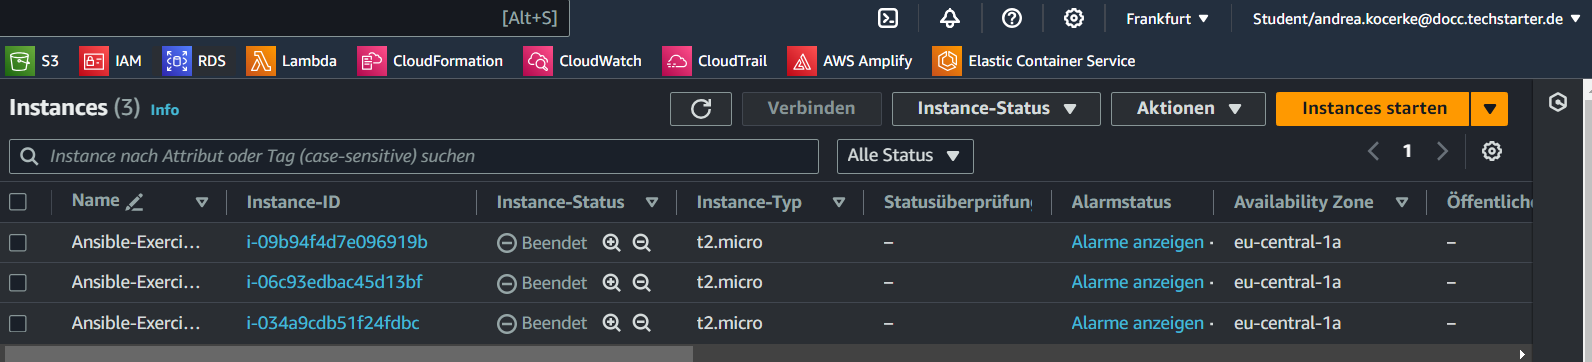 [Alt+S] Frankfurt ▼ Student/andrea.kocerke@docc.techstarter.de ▼
S3 IAM RDS Lambda CloudFormation CloudWatch CloudTrail AWS Amplify Elastic Container Service
Instances (3) Info Verbinden Instance-Status ▼ Aktionen ▼ Instances starten ▼
Instance nach Attribut oder Tag (case-sensitive) suchen Alle Status ▼ 1
Name Instance-ID Instance-Status Instance-Typ Statusüberprüfun Alarmstatus Availability Zone Öffentliche
Ansible-Exerci... i-09b94f4d7e096919b Beendet t2.micro – Alarme anzeigen eu-central-1a –
Ansible-Exerci... i-06c93edbac45d13bf Beendet t2.micro – Alarme anzeigen eu-central-1a –
Ansible-Exerci... i-034a9cdb51f24fdbc Beendet t2.micro – Alarme anzeigen eu-central-1a –